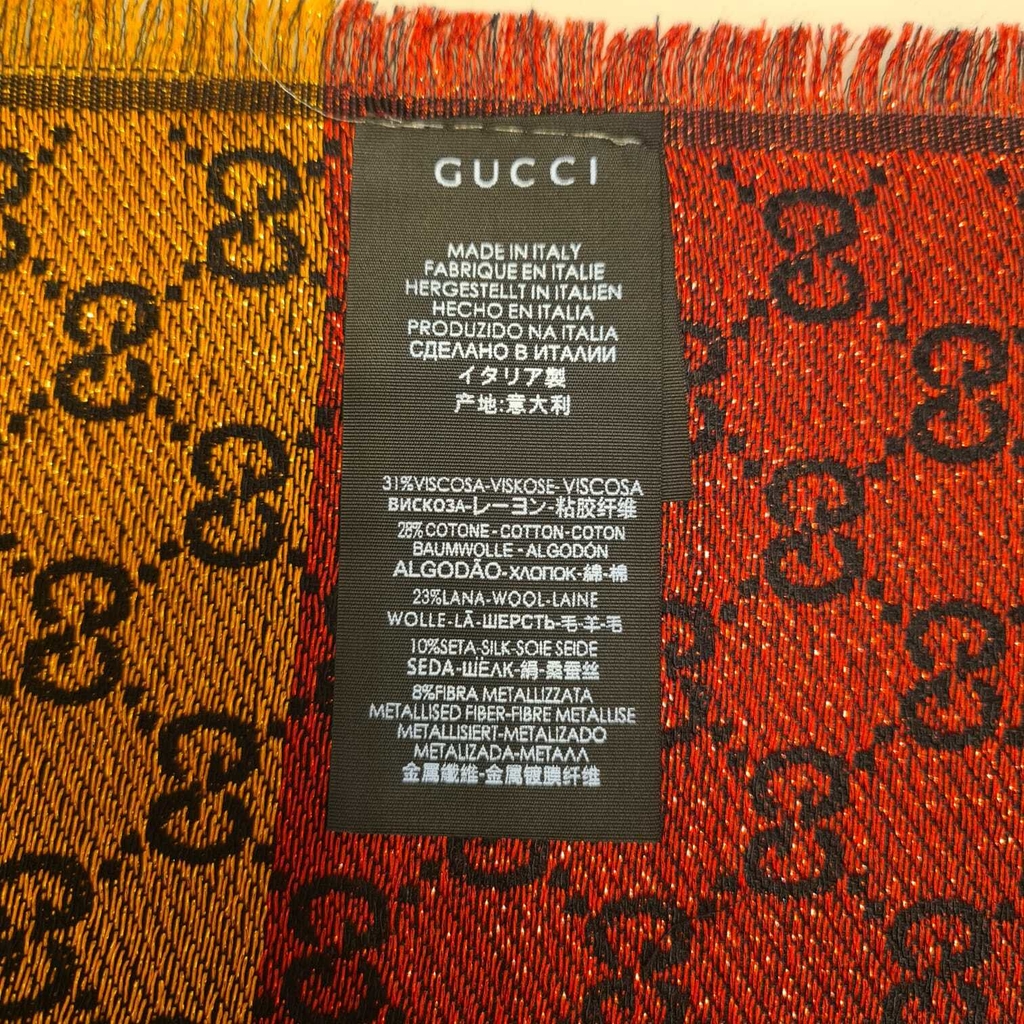 GUCCI
MADE IN ITALY
FABRIQUE EN ITALIE
HERGESTELLT IN ITALIEN
HECHO EN ITALIA
PRODUZIDO NA ITALIA
СДЕЛАНО В ИТАЛИИ
イタリア製
产地:意大利
31%VISCOSA-VISKOSE-VISCOSA
ВИСКОЗА-レーヨン-粘胶纤维
28%COTONE-COTTON-COTON
BAUMWOLLE-ALGODÓN
ALGODÃO-ХЛОПОК-綿-棉
23%LANA-WOOL-LAINE
WOLLE-LÃ-ШЕРСТЬ-毛-羊毛
10%SETA-SILK-SOIE SEIDE
SEDA-ШЁЛК-絹-桑蚕丝
8%FIBRA METALLIZZATA
METALLISED FIBER-FIBRE METALLISE
METALLISIERT-METALIZADO
METALIZADA-МЕТАЛЛ
金属繊維-金属镀膜纤维